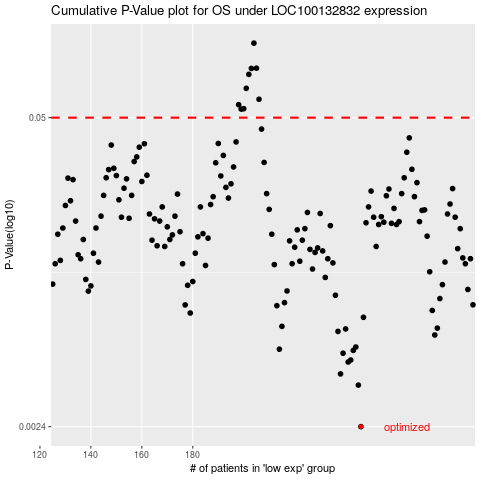 Cumulative P-Value plot for OS under LOC100132832 expression
P-Value(log10)
0.05
0.0024
optimized
120 140 160 180
# of patients in 'low exp' group